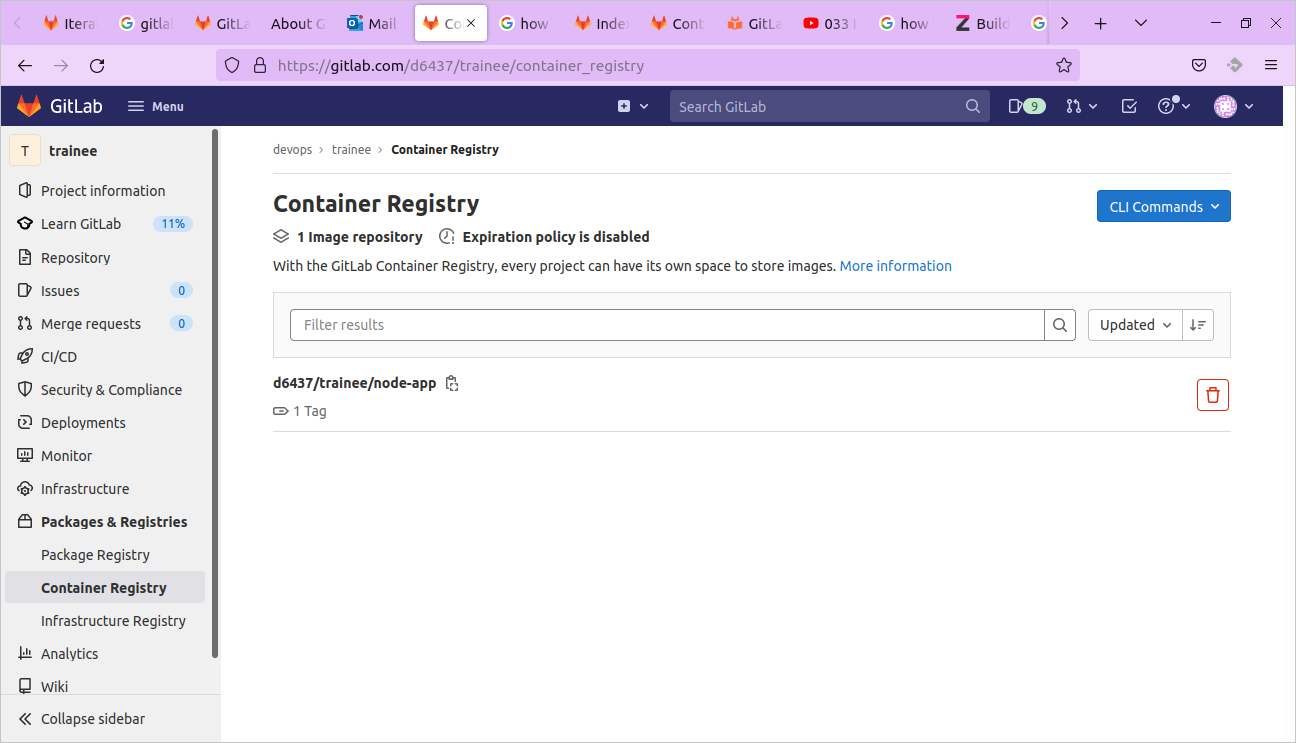 Itera
gitlab
GitLa
About G
Mail
Co
how
Index
Cont
GitLa
033
how
Build
https://gitlab.com/d6437/trainee/container_registry
GitLab Menu Search GitLab 9
T trainee
devops › trainee › Container Registry
Project information
Learn GitLab 11%
Repository
Issues 0
Merge requests 0
CI/CD
Security & Compliance
Deployments
Monitor
Infrastructure
Packages & Registries
Package Registry
Container Registry
Infrastructure Registry
Analytics
Wiki
Collapse sidebar
Container Registry
CLI Commands
1 Image repository Expiration policy is disabled
With the GitLab Container Registry, every project can have its own space to store images. More information
Filter results Updated
d6437/trainee/node-app
1 Tag